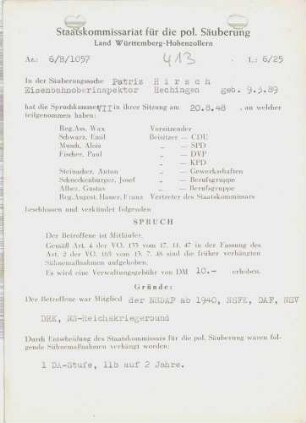 Staatskommissariat für die pol. Säuberung
Land Württemberg-Hohenzollern
Az.: 6/B/1057 413 L: 6/25
In der Säuberungssache Patriz Hirsch
Eisenbahnoberinspektor Hechingen geb. 9.3.89
hat die Spruchkammer VII in ihrer Sitzung am 20.8.48, an welcher
teilgenommen haben:
Reg.Ass. Wax Vorsitzender
Schwarz, Emil Beisitzer — CDU
Musch, Alois „ — SPD
Fischer, Paul „ — DVP
„ — KPD
Steinacher, Anton „ — Gewerkschaften
Schneckenburger, Josef „ — Berufsgruppe
Alber, Gustav „ — Berufsgruppe
Reg.Angest. Hauser, Franz Vertreter des Staatskommissars
beschlossen und verkündet folgenden
SPRUCH
Der Betroffene ist Mitläufer.
Gemäß Art. 4 der VO. 175 vom 17. 11. 47 in der Fassung des
Art. 2 der VO. 165 vom 13. 7. 48 sind die früher verhängten
Sühnemaßnahmen aufgehoben.
Es wird eine Verwaltungsgebühr von DM 10.— erhoben.
Gründe:
Der Betroffene war Mitglied der NSDAP ab 1940, NSFK, DAF, NSV
DRK, NS-Reichskriegerbund
Durch Entscheidung des Staatskommissars für die pol. Säuberung waren fol-
gende Sühnemaßnahmen verhängt worden:
1 DA-Stufe, 11b auf 2 Jahre.